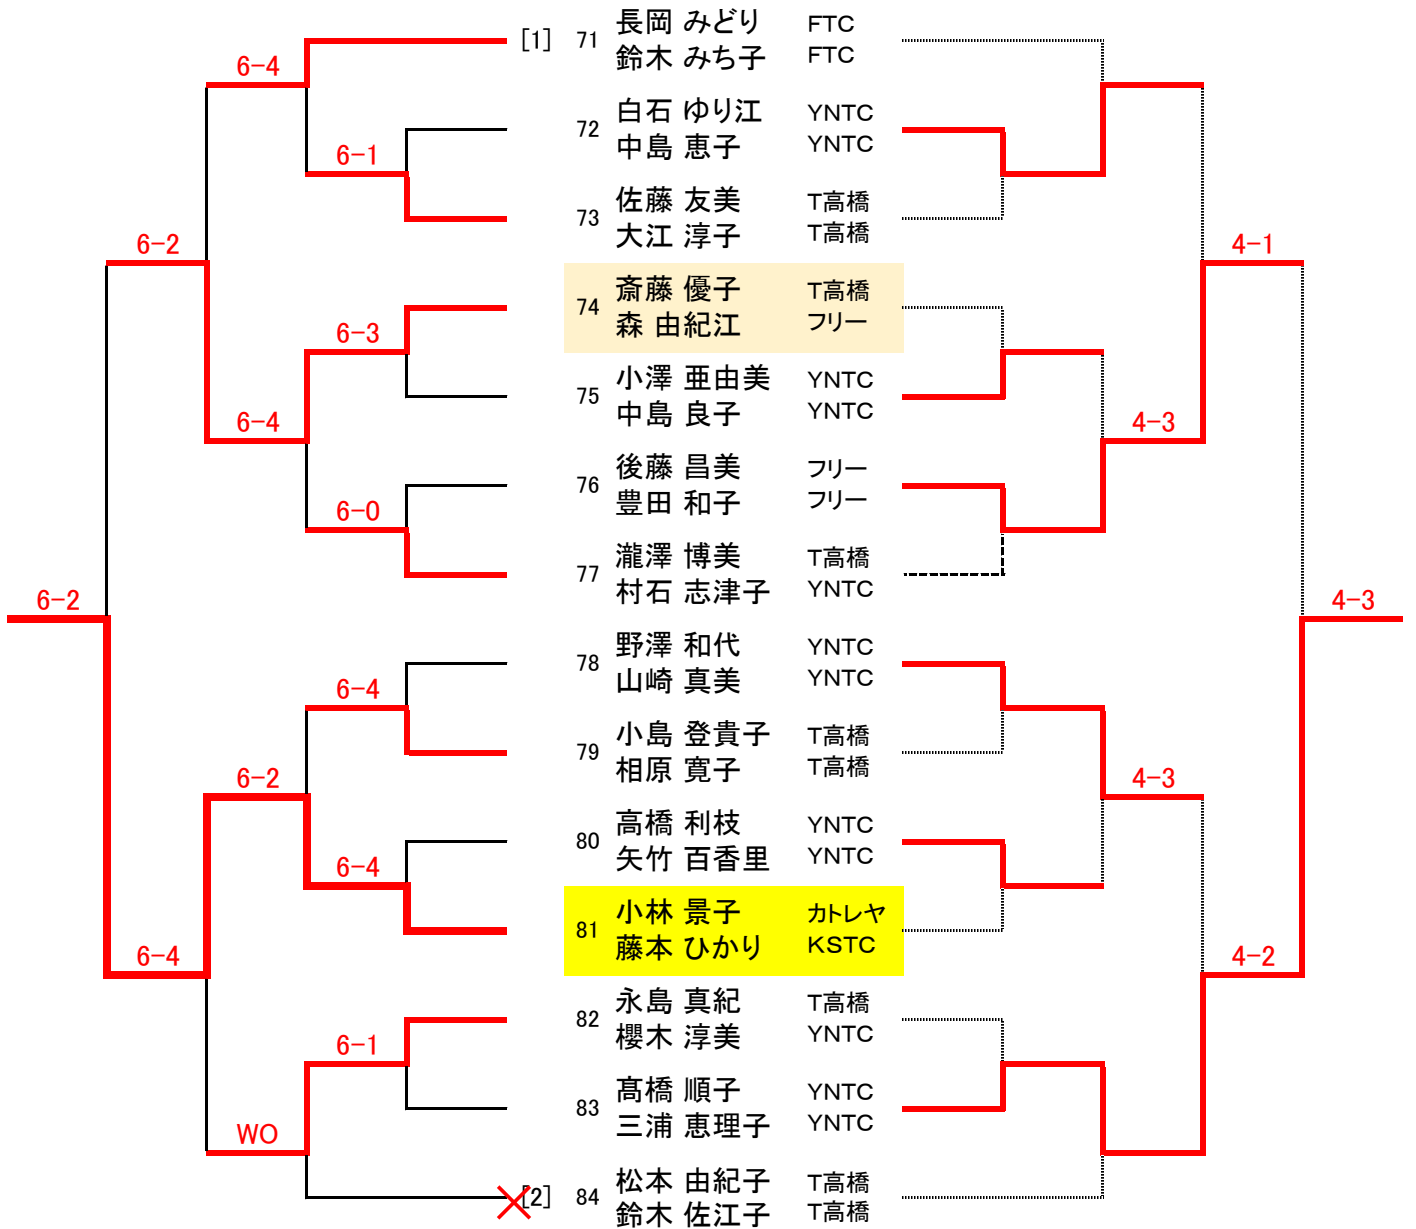 [1] 71 長岡 みどり FTC
鈴木 みち子 FTC
6-4
72 白石 ゆり江 YNTC
中島 恵子 YNTC
6-1
73 佐藤 友美 T高橋
大江 淳子 T高橋
6-2 4-1
74 斎藤 優子 T高橋
森 由紀江 フリー
6-3
75 小澤 亜由美 YNTC
中島 良子 YNTC
6-4 4-3
76 後藤 昌美 フリー
豊田 和子 フリー
6-0
77 瀧澤 博美 T高橋
村石 志津子 YNTC
6-2 4-3
78 野澤 和代 YNTC
山崎 真美 YNTC
6-4
79 小島 登貴子 T高橋
相原 寛子 T高橋
6-2 4-3
80 高橋 利枝 YNTC
矢竹 百香里 YNTC
6-4
81 小林 景子 カトレヤ
藤本 ひかり KSTC
6-4 4-2
82 永島 真紀 T高橋
櫻木 淳美 YNTC
6-1
83 髙橋 順子 YNTC
三浦 恵理子 YNTC
WO
[2] 84 松本 由紀子 T高橋
鈴木 佐江子 T高橋